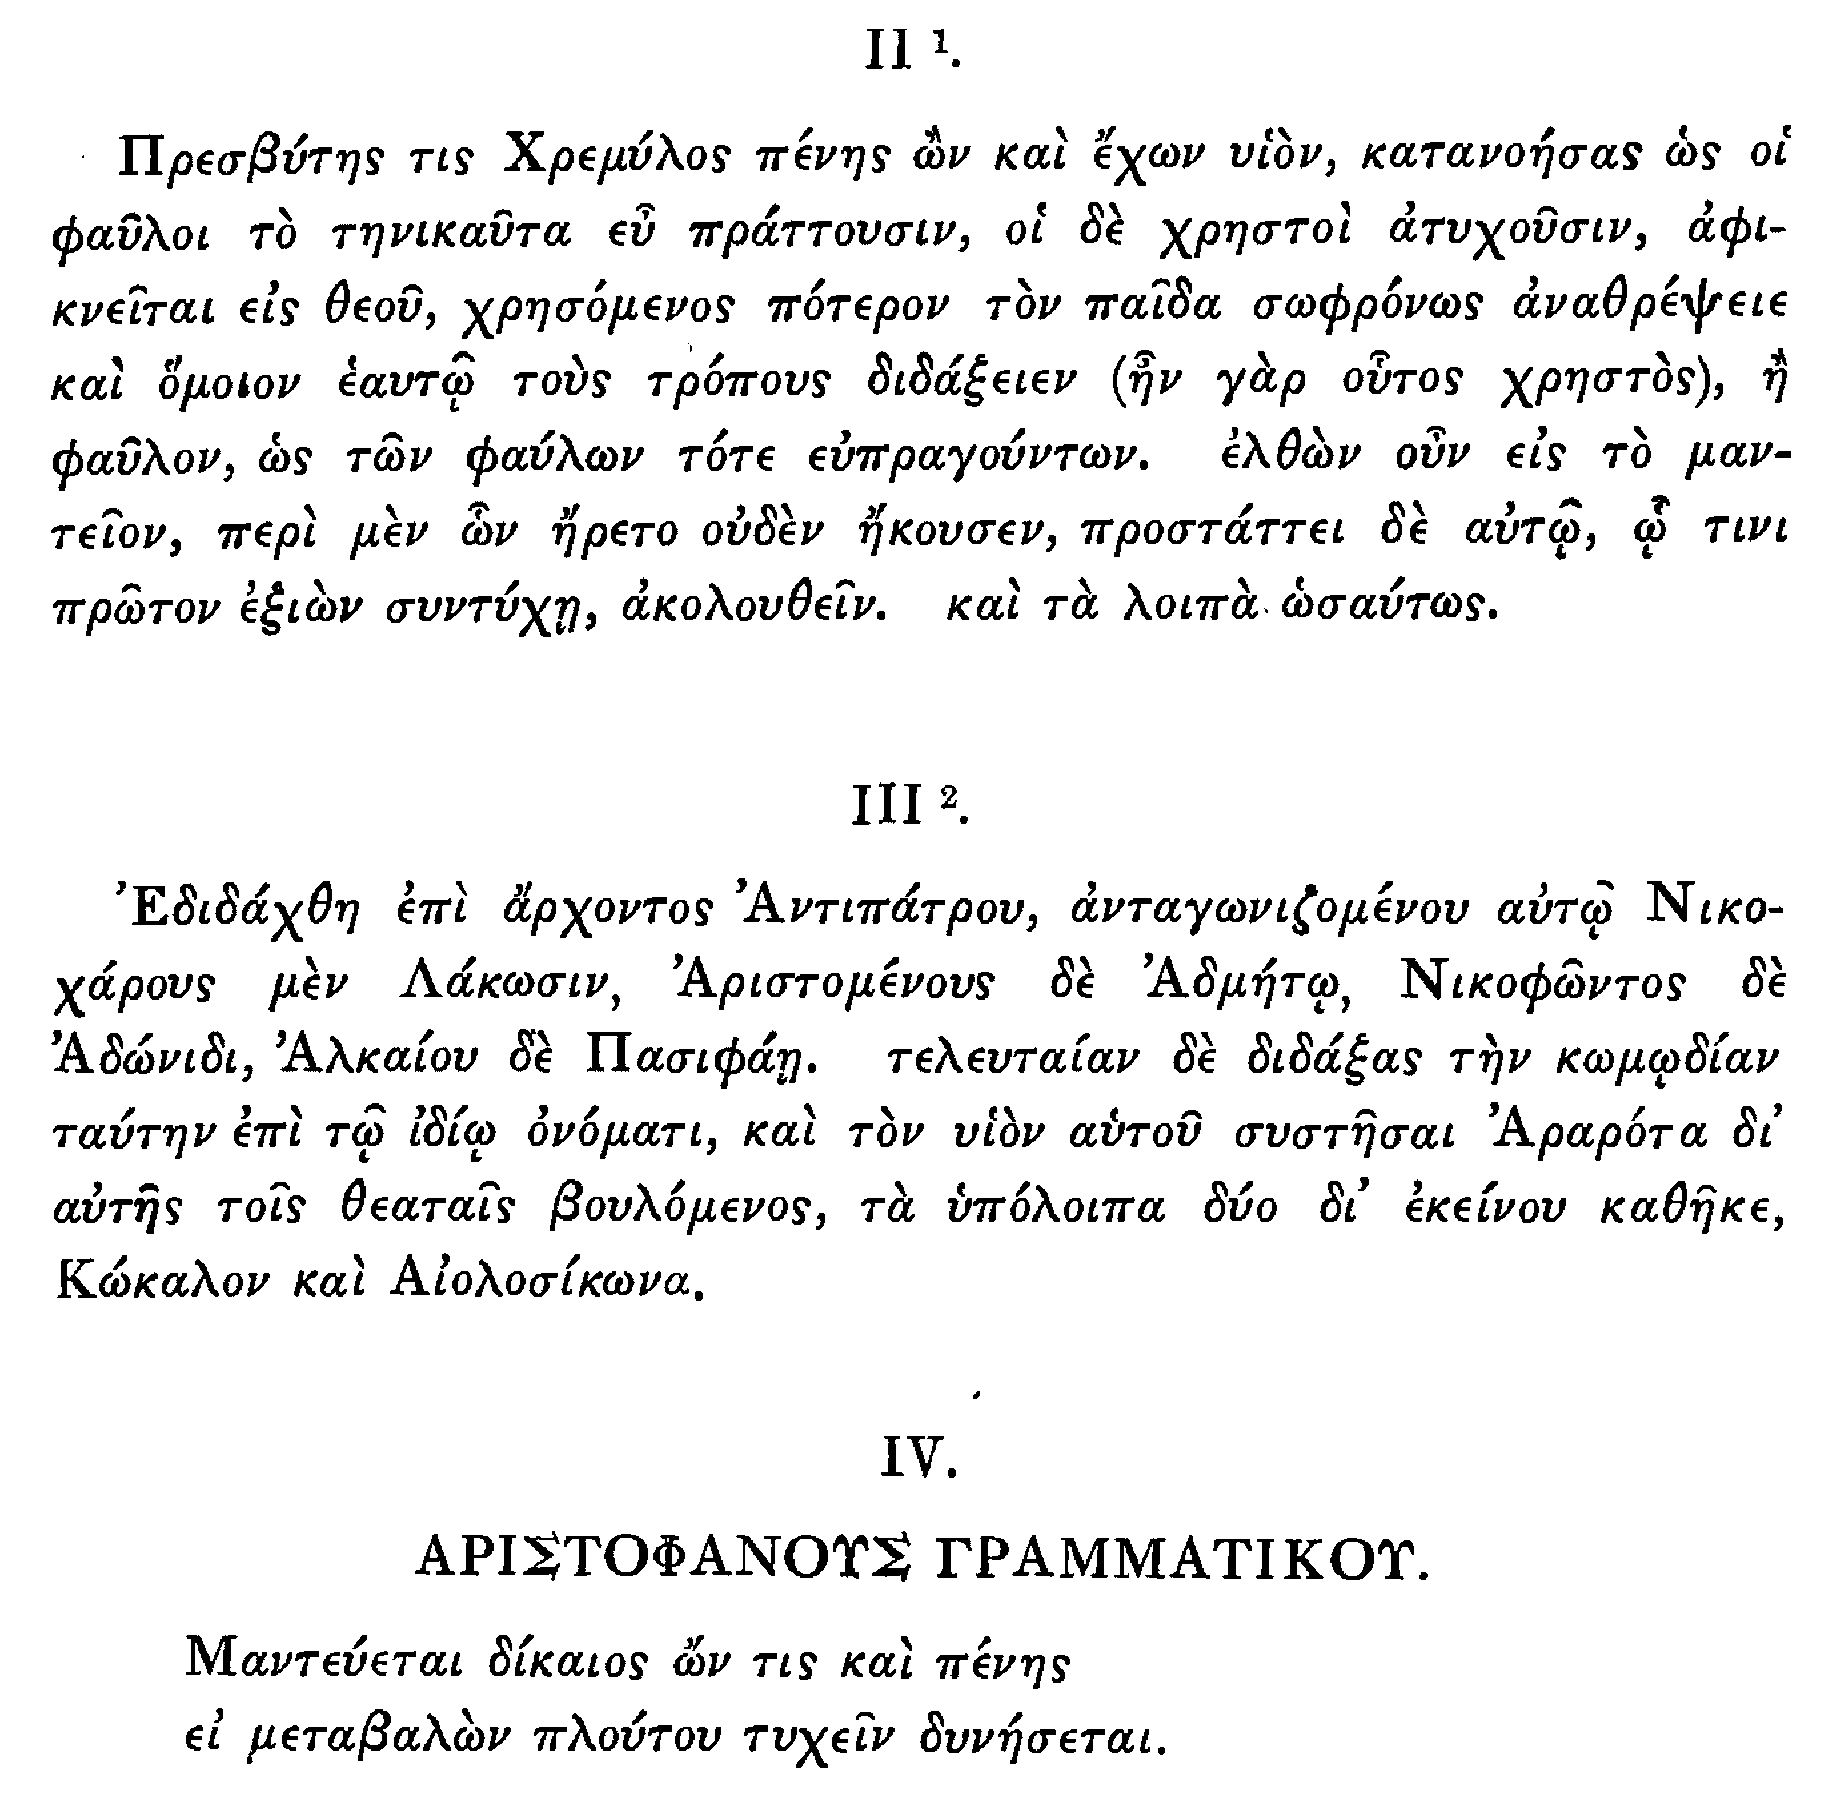 II ¹.
Πρεσβύτης τις Χρεμύλος πένης ὢν καὶ ἔχων υἱὸν, κατανοήσας ὡς οἱ
φαῦλοι τὸ τηνικαῦτα εὖ πράττουσιν, οἱ δὲ χρηστοὶ ἀτυχοῦσιν, ἀφι-
κνεῖται εἰς θεοῦ, χρησόμενος πότερον τὸν παῖδα σωφρόνως ἀναθρέψειε
καὶ ὅμοιον ἑαυτῷ τοὺς τρόπους διδάξειεν (ἦν γὰρ οὗτος χρηστὸς), ἢ
φαῦλον, ὡς τῶν φαύλων τότε εὐπραγούντων. ἐλθὼν οὖν εἰς τὸ μαν-
τεῖον, περὶ μὲν ὧν ἤρετο οὐδὲν ἤκουσεν, προστάττει δὲ αὐτῷ, ᾧ τινι
πρῶτον ἐξιὼν συντύχῃ, ἀκολουθεῖν. καὶ τὰ λοιπὰ ὡσαύτως.
III ².
Ἐδιδάχθη ἐπὶ ἄρχοντος Ἀντιπάτρου, ἀνταγωνιζομένου αὐτῷ Νικο-
χάρους μὲν Λάκωσιν, Ἀριστομένους δὲ Ἀδμήτῳ, Νικοφῶντος δὲ
Ἀδώνιδι, Ἀλκαίου δὲ Πασιφάῃ. τελευταίαν δὲ διδάξας τὴν κωμῳδίαν
ταύτην ἐπὶ τῷ ἰδίῳ ὀνόματι, καὶ τὸν υἱὸν αὑτοῦ συστῆσαι Ἀραρότα δι’
αὐτῆς τοῖς θεαταῖς βουλόμενος, τὰ ὑπόλοιπα δύο δι’ ἐκείνου καθῆκε,
Κώκαλον καὶ Αἰολοσίκωνα.
IV.
ΑΡΙΣΤΟΦΑΝΟΥΣ ΓΡΑΜΜΑΤΙΚΟΥ.
Μαντεύεται δίκαιος ὤν τις καὶ πένης
εἰ μεταβαλὼν πλούτου τυχεῖν δυνήσεται.